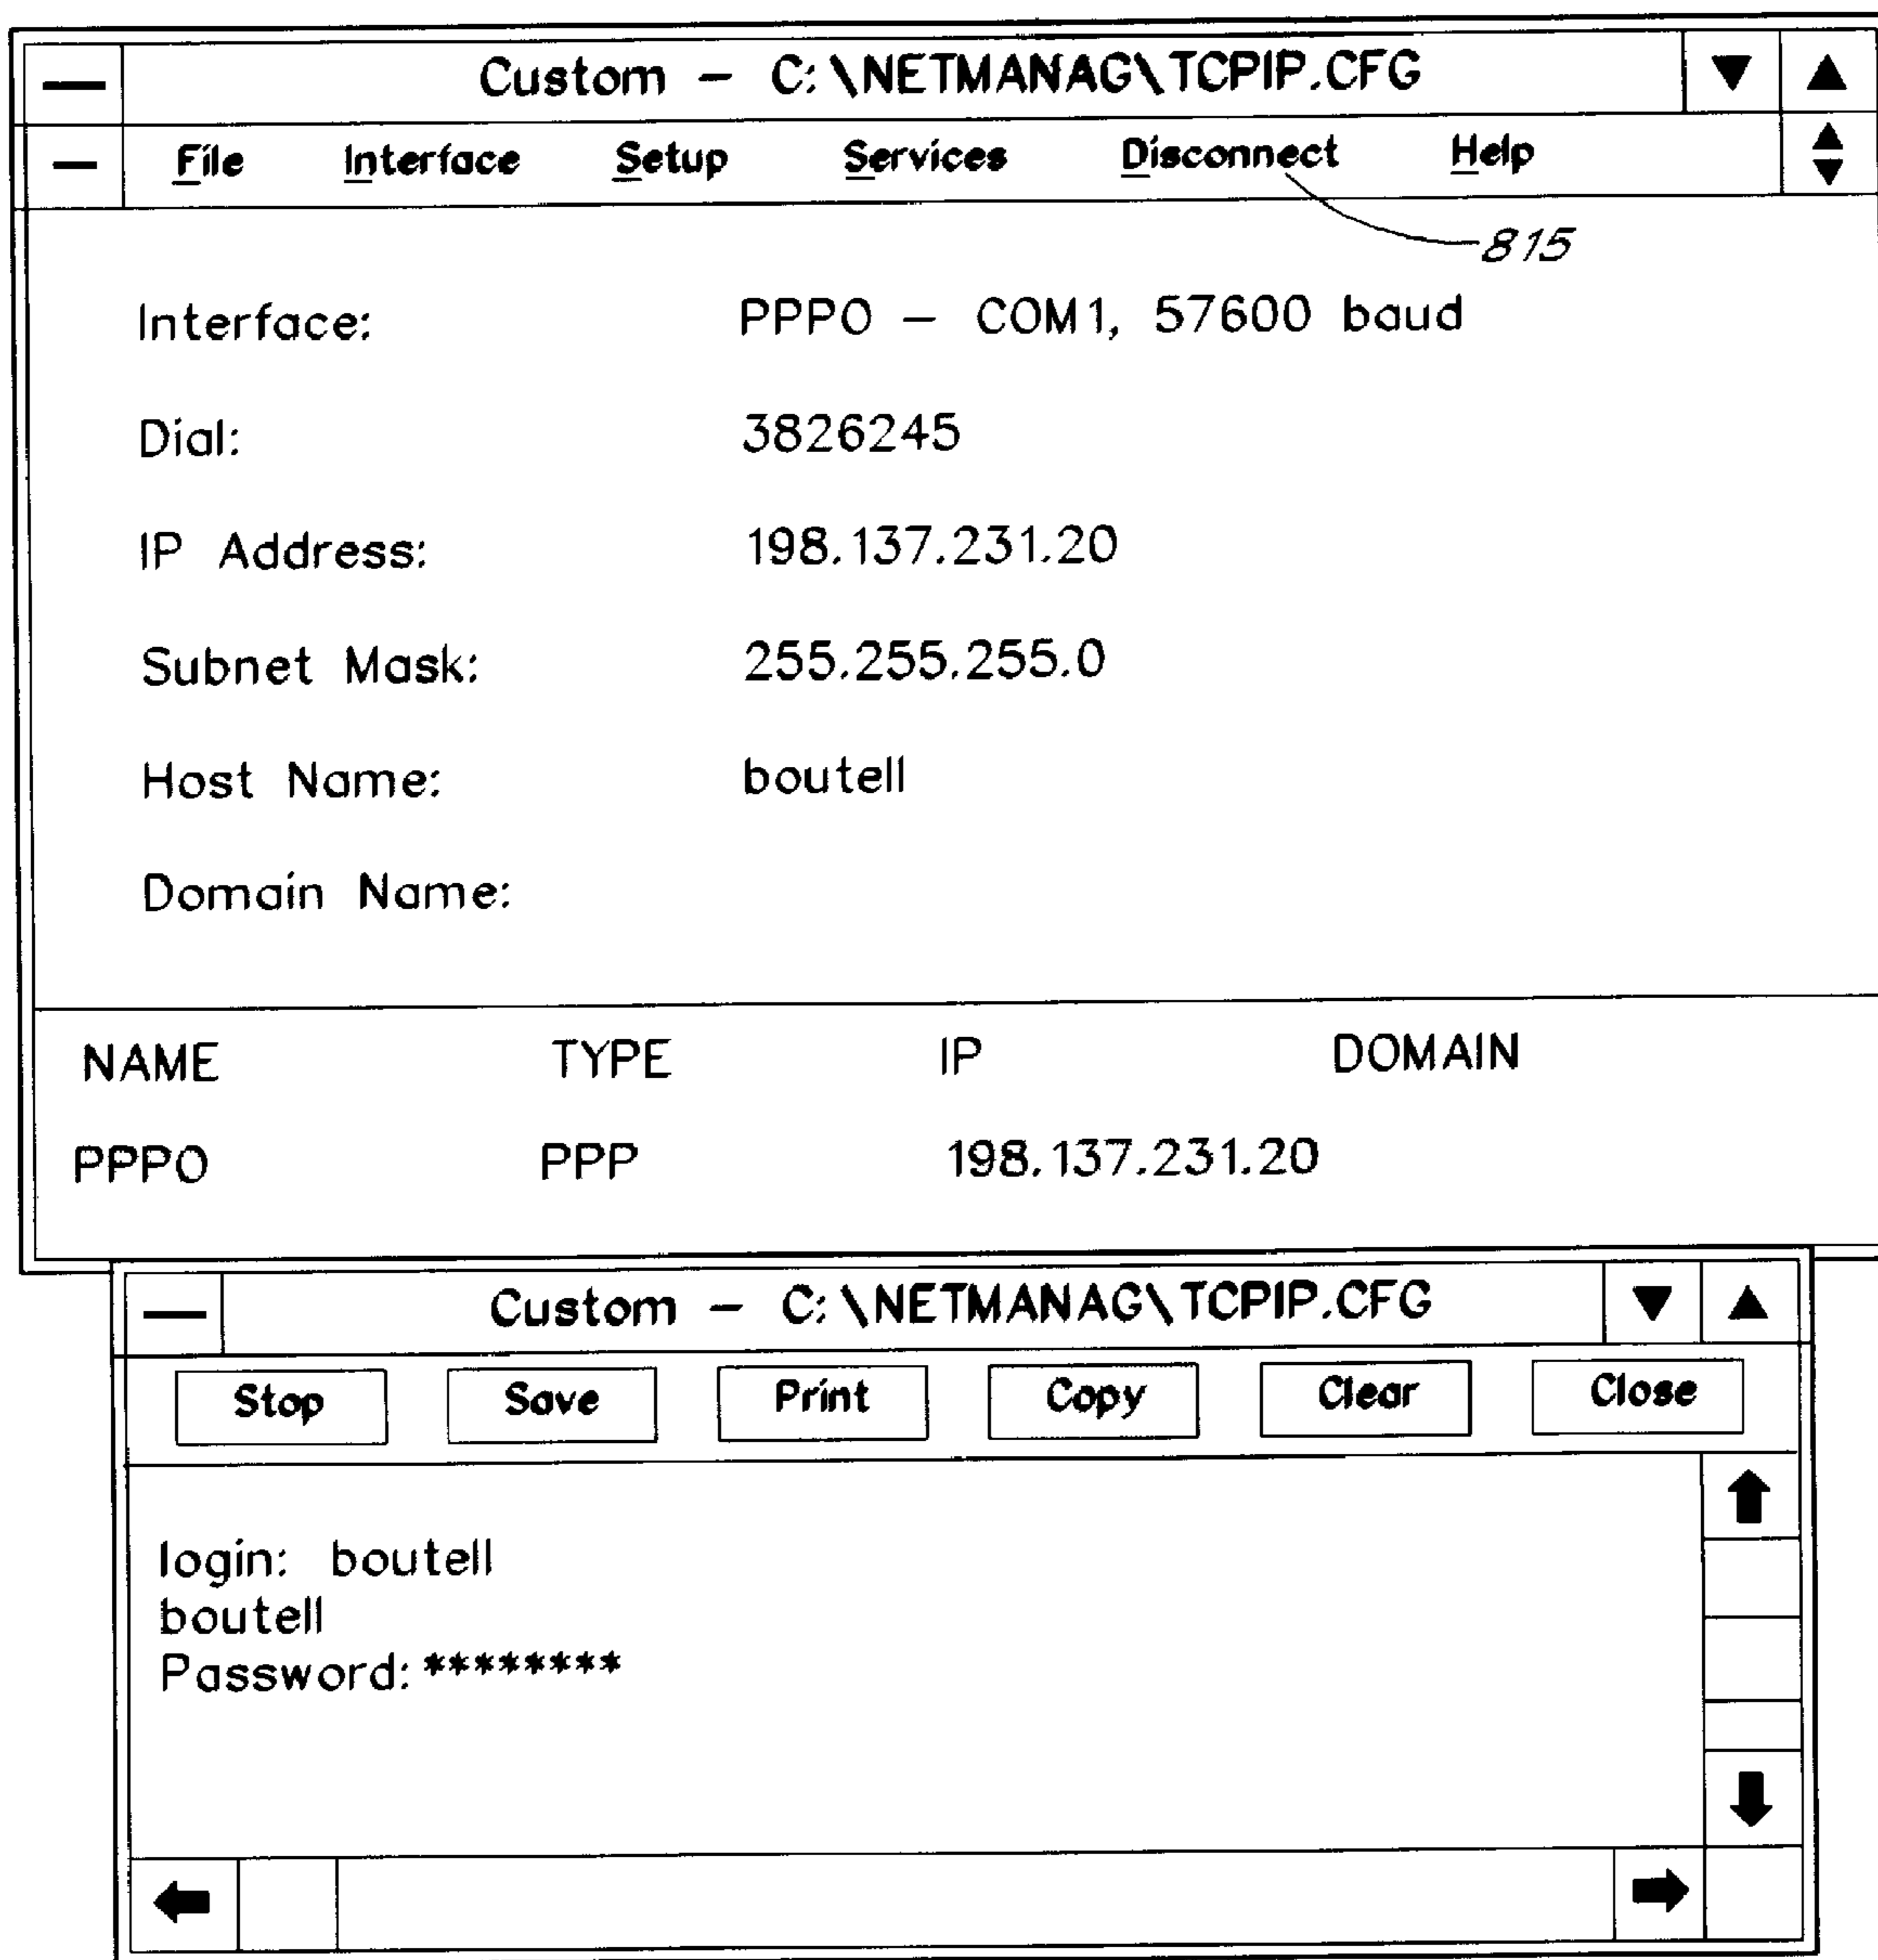 Custom – C:\NETMANAG\TCPIP.CFG
File Interface Setup Services Disconnect Help
815
Interface: PPPO – COM1, 57600 baud
Dial: 3826245
IP Address: 198.137.231.20
Subnet Mask: 255.255.255.0
Host Name: boutell
Domain Name:
NAME TYPE IP DOMAIN
PPPO PPP 198.137.231.20
Custom – C:\NETMANAG\TCPIP.CFG
Stop Save Print Copy Clear Close
login: boutell
boutell
Password: ********